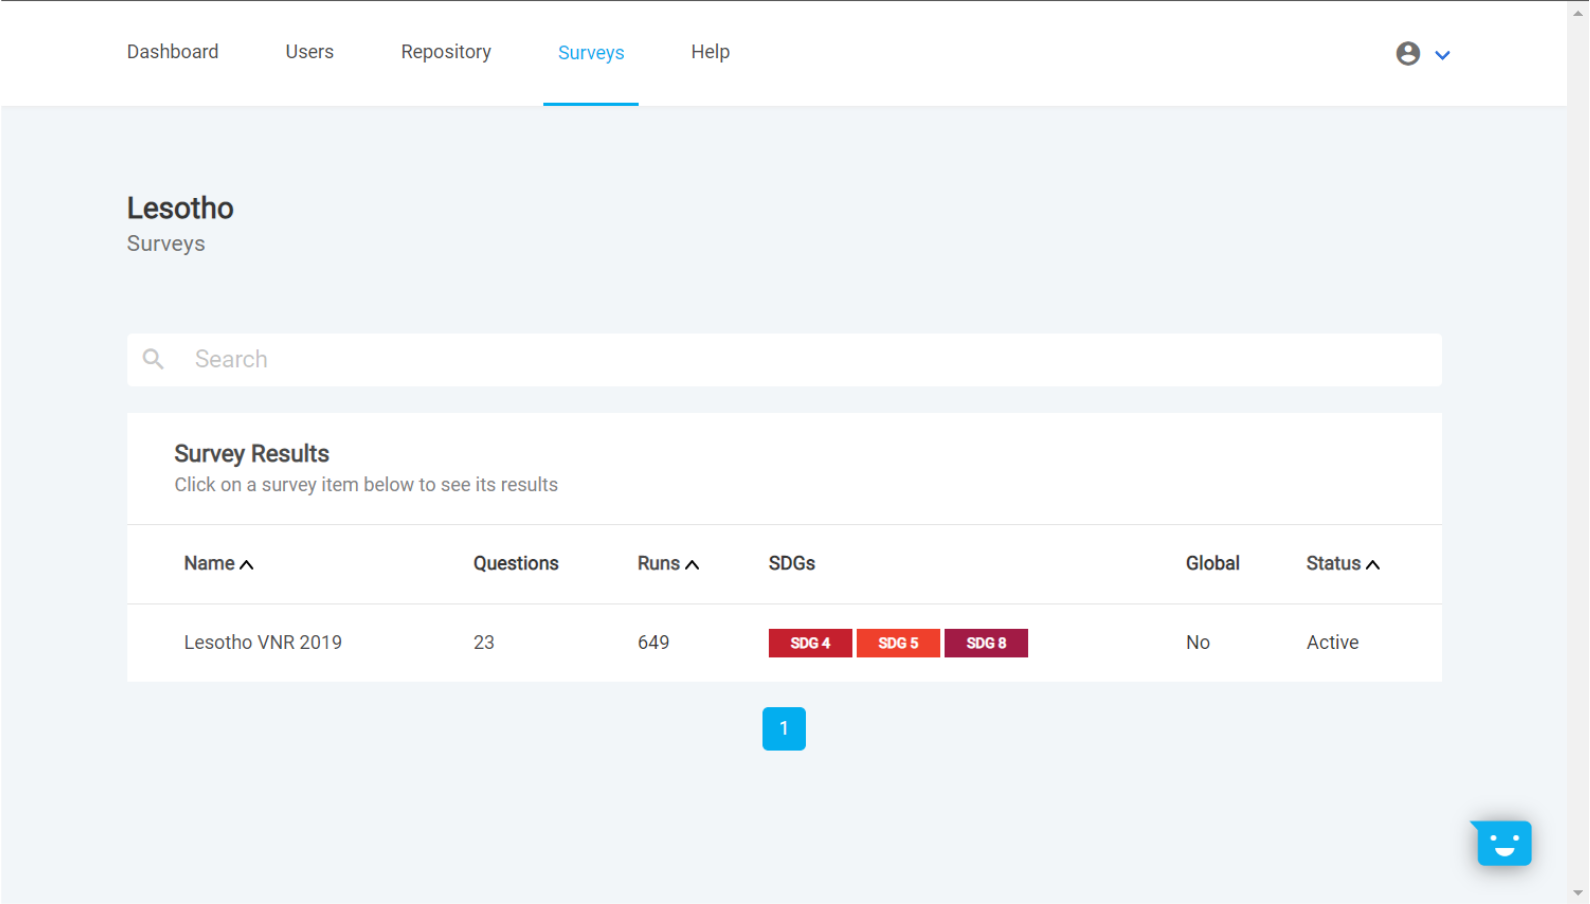 Dashboard Users Repository Surveys Help
Lesotho
Surveys
Search
Survey Results
Click on a survey item below to see its results
Name Questions Runs SDGs Global Status
Lesotho VNR 2019 23 649 SDG 4 SDG 5 SDG 8 No Active
1